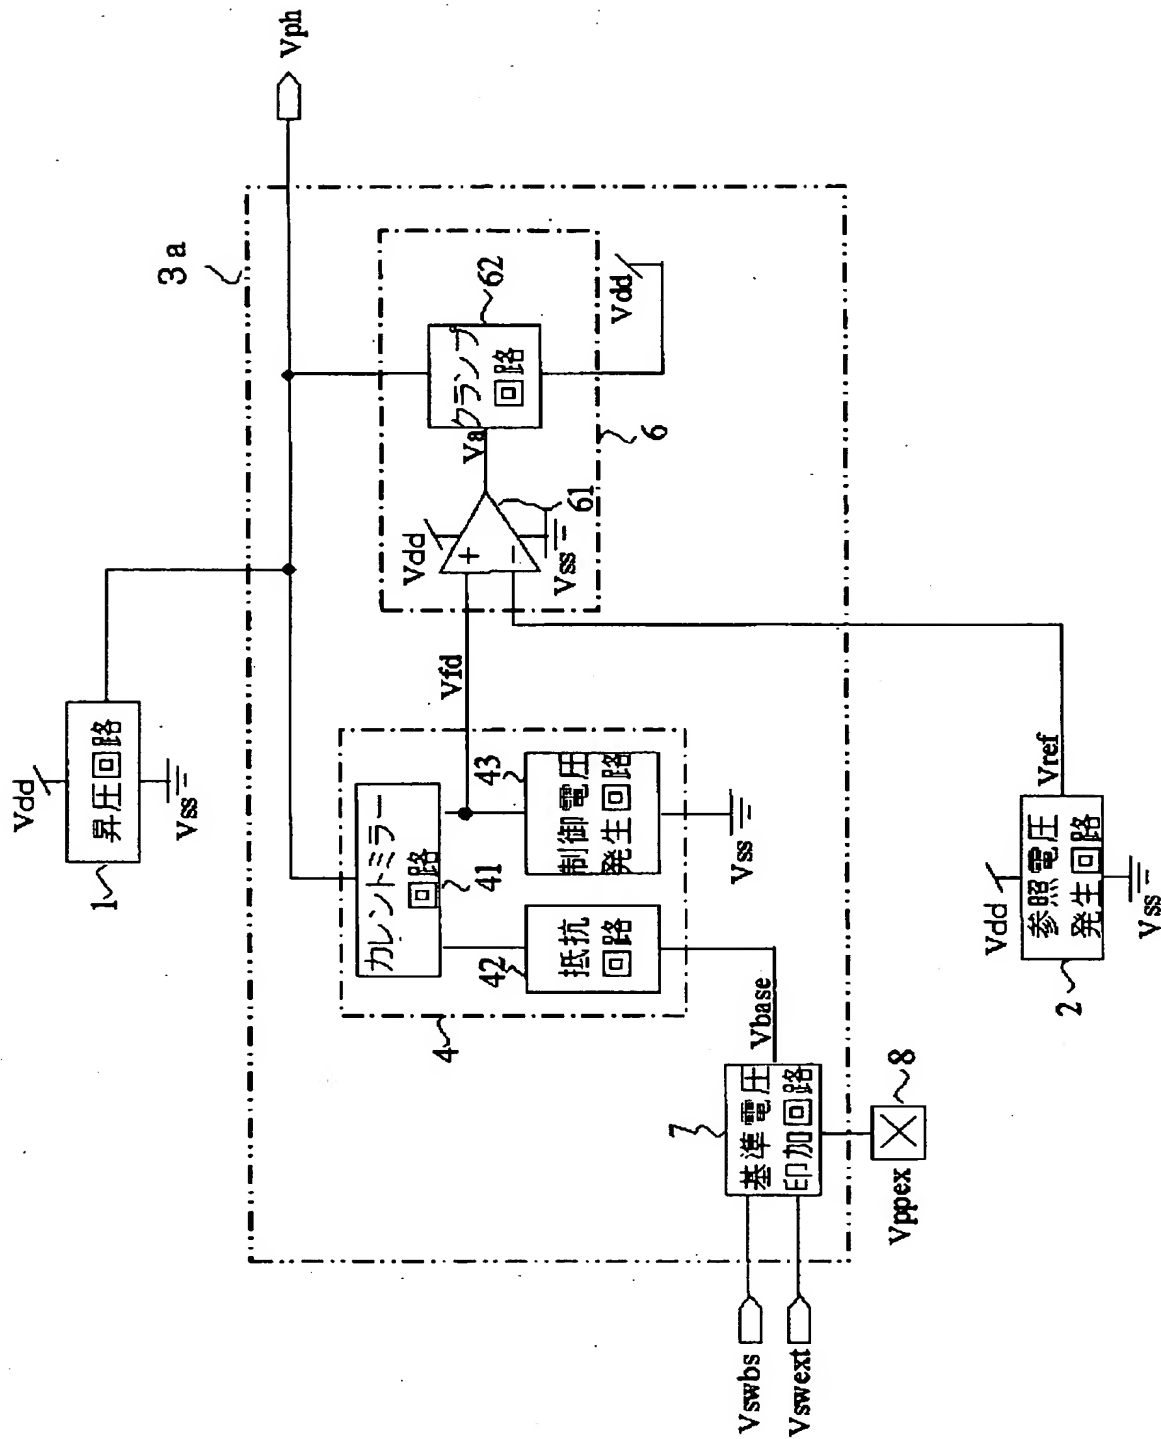 Vdd
昇圧回路
Vss
1
Vph
3a
カレントミラー
回路
41
抵抗
回路
42
制御電圧
発生回路
43
Vss
4
Vfd
Vdd
+
-
Vss
61
Va
クランプ
回路
62
Vdd
6
Vbase
基準電圧
印加回路
7
Vswbs
Vswext
Vppex
8
Vdd
参照電圧
発生回路
Vss
2
Vref